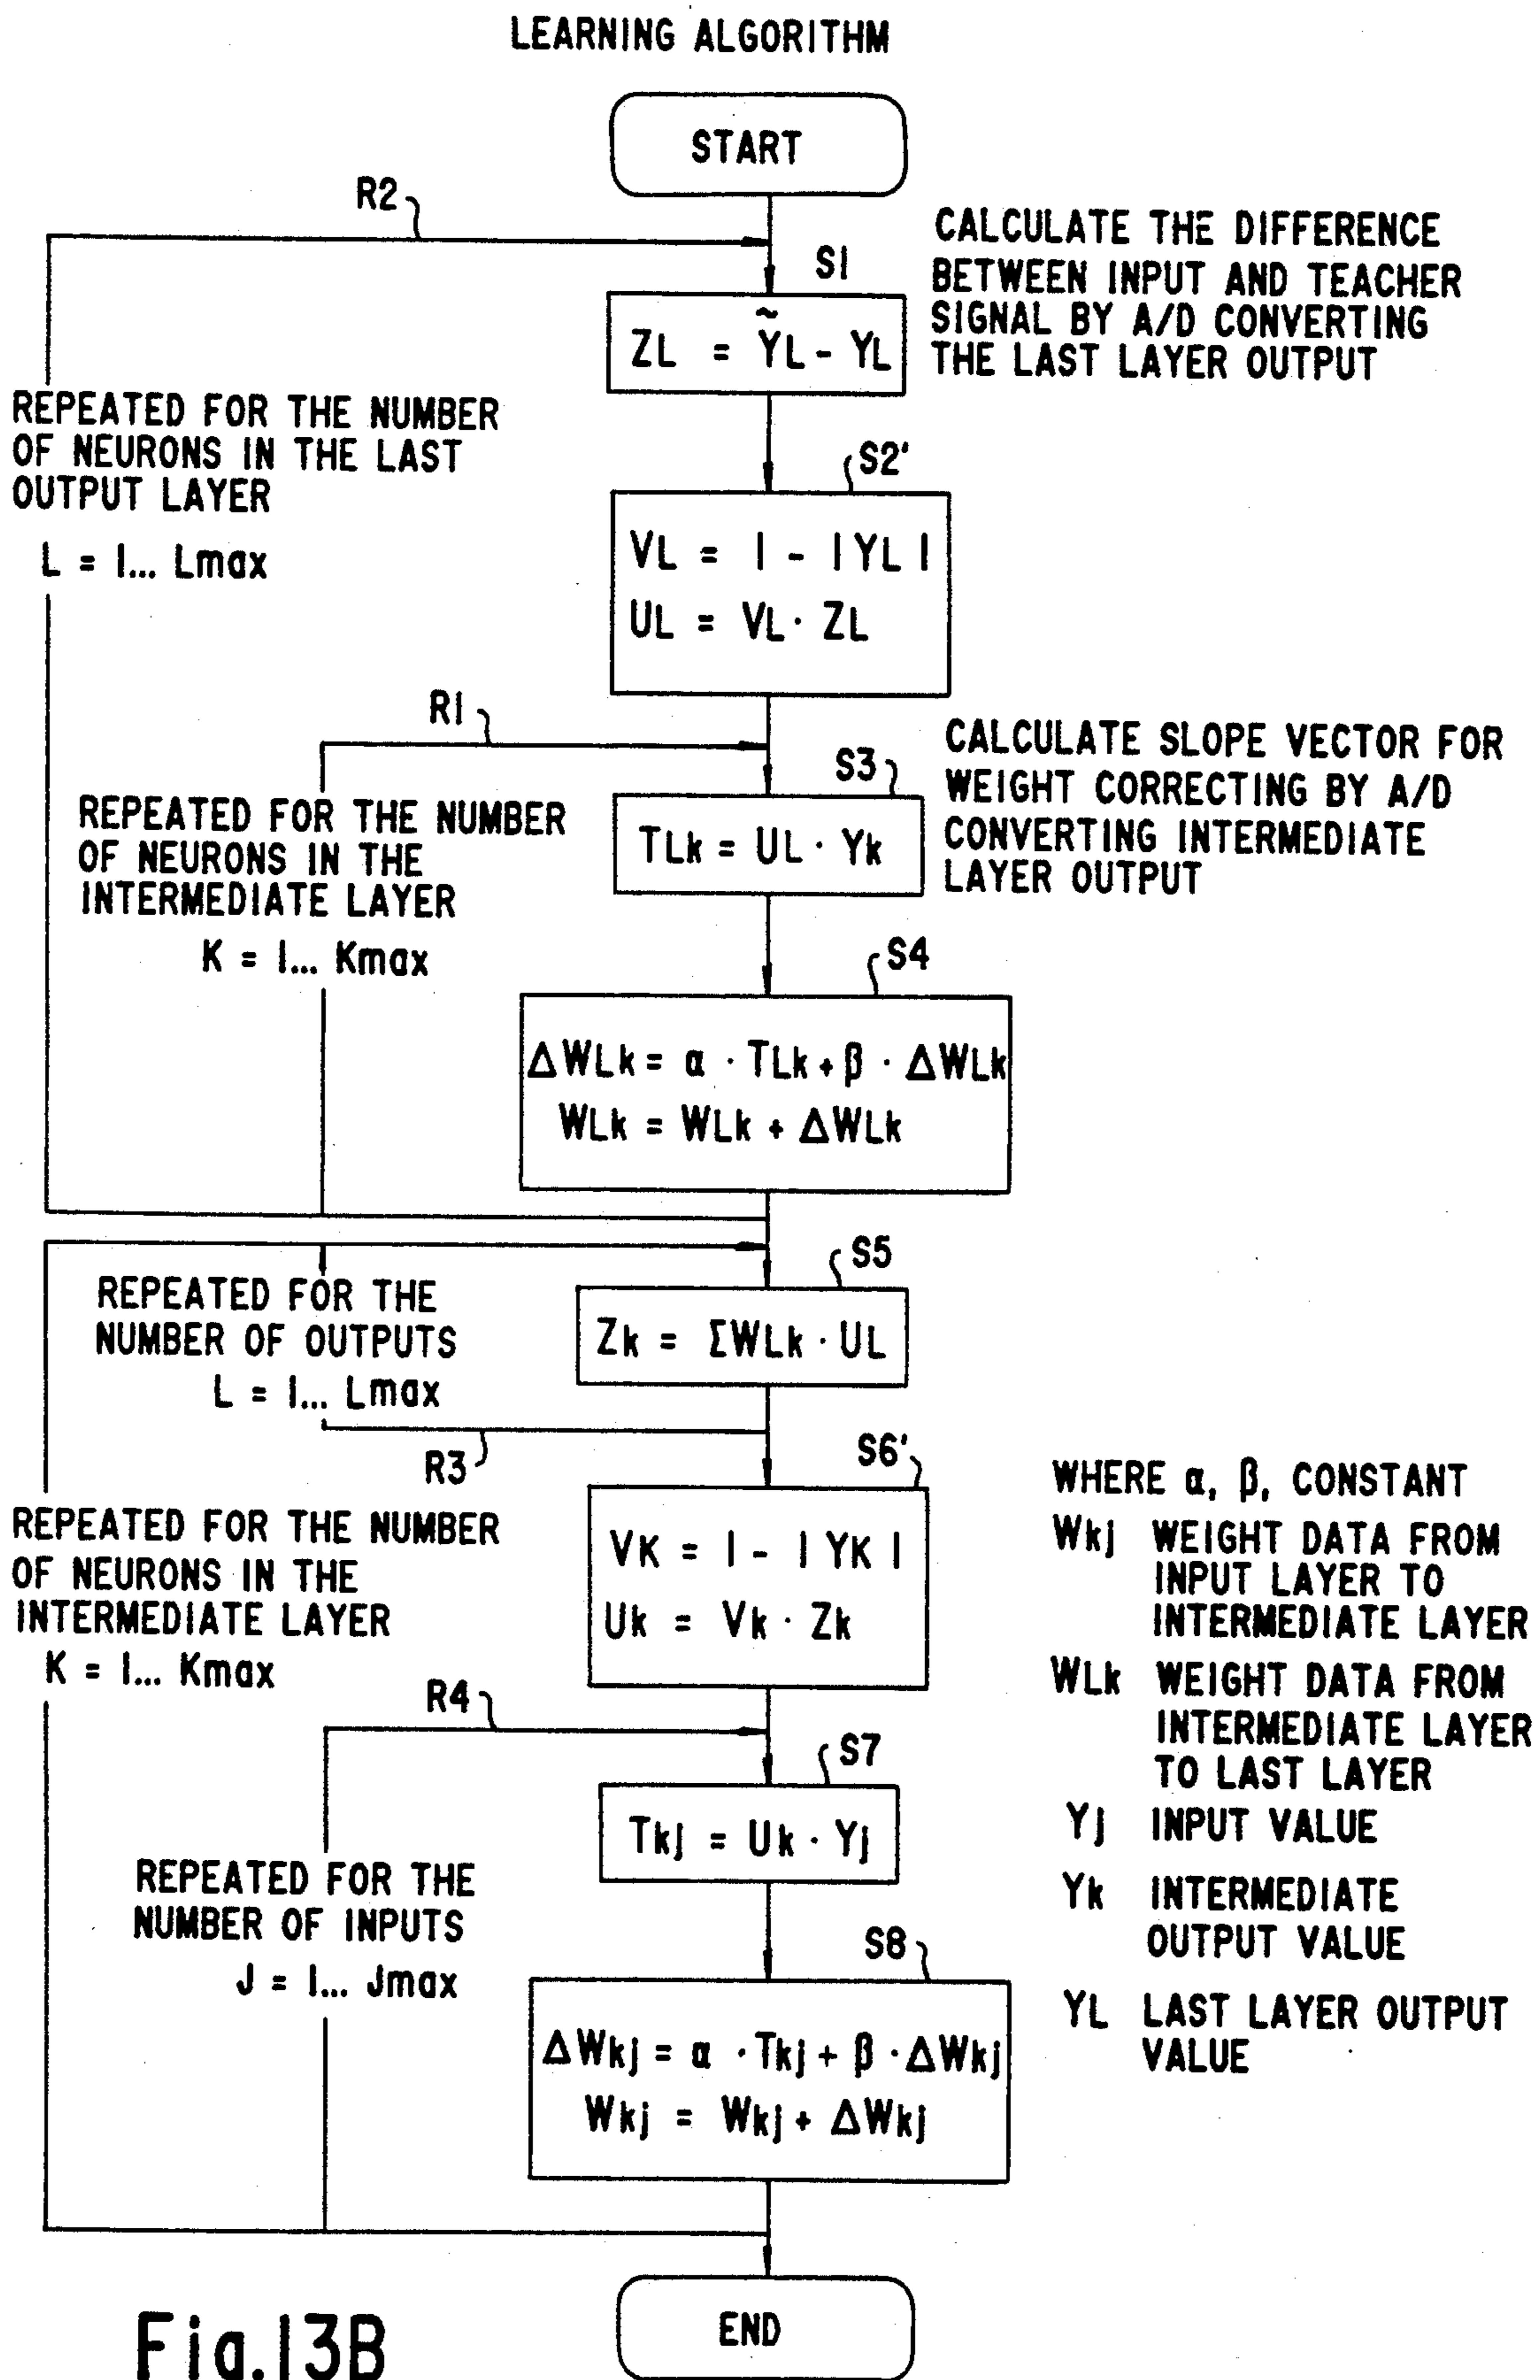 LEARNING ALGORITHM
START
R2
S1
CALCULATE THE DIFFERENCE
BETWEEN INPUT AND TEACHER
SIGNAL BY A/D CONVERTING
THE LAST LAYER OUTPUT
ZL = ỸL - YL
REPEATED FOR THE NUMBER
OF NEURONS IN THE LAST
OUTPUT LAYER
L = 1... Lmax
S2'
VL = 1 - |YL|
UL = VL · ZL
R1
S3
CALCULATE SLOPE VECTOR FOR
WEIGHT CORRECTING BY A/D
CONVERTING INTERMEDIATE
LAYER OUTPUT
TLk = UL · Yk
REPEATED FOR THE NUMBER
OF NEURONS IN THE
INTERMEDIATE LAYER
K = 1... Kmax
S4
ΔWLk = α · TLk + β · ΔWLk
WLk = WLk + ΔWLk
S5
REPEATED FOR THE
NUMBER OF OUTPUTS
L = 1... Lmax
Zk = ΣWLk · UL
R3
S6'
REPEATED FOR THE NUMBER
OF NEURONS IN THE
INTERMEDIATE LAYER
K = 1... Kmax
VK = 1 - |YK|
Uk = Vk · Zk
R4
S7
Tkj = Uk · Yj
REPEATED FOR THE
NUMBER OF INPUTS
J = 1... Jmax
S8
ΔWkj = α · Tkj + β · ΔWkj
Wkj = Wkj + ΔWkj
WHERE α, β, CONSTANT
Wkj WEIGHT DATA FROM
INPUT LAYER TO
INTERMEDIATE LAYER
WLk WEIGHT DATA FROM
INTERMEDIATE LAYER
TO LAST LAYER
Yj INPUT VALUE
Yk INTERMEDIATE
OUTPUT VALUE
YL LAST LAYER OUTPUT
VALUE
END
Fig.13B